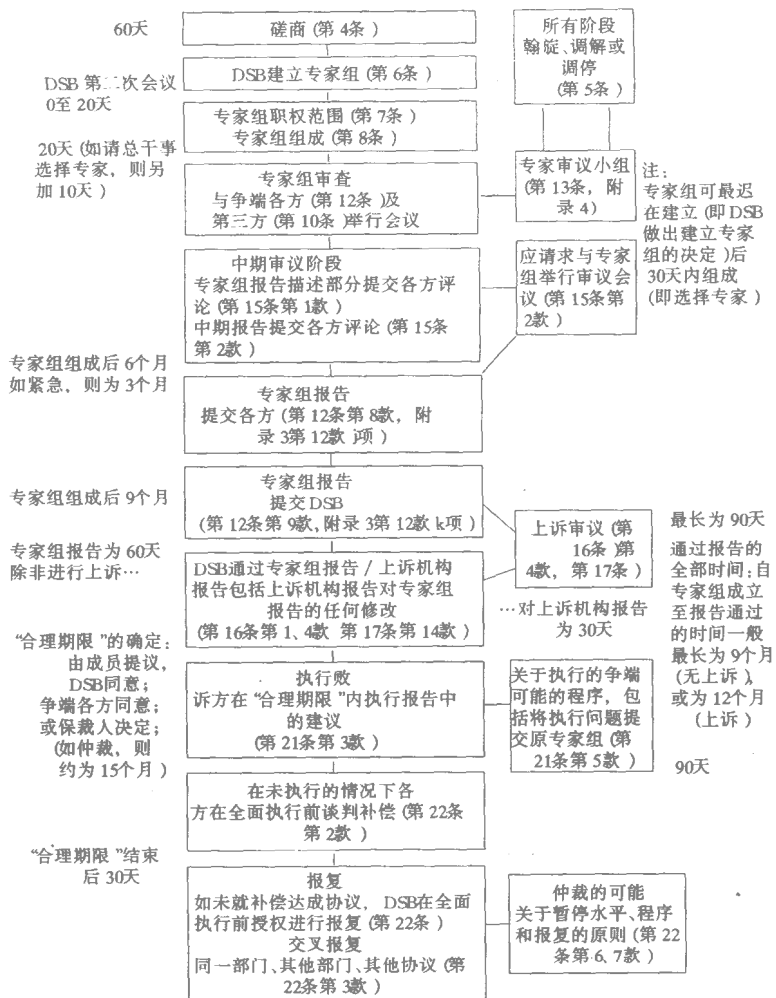 60天
磋商 (第 4条 )
所有阶段
斡旋、调解或
调停
(第 5条 )
DSB 第二次会议
0至 20天
DSB建立专家组 (第 6条 )
专家组职权范围 (第 7条 )
专家组组成 (第 8条 )
20天 (如请总干事
选择专家，则另
加 10天 )
专家组审查
与争端各方 (第 12条 )及
第三方 (第 10条 )举行会议
专家审议小组
(第 13条，附
录 4)
注：
专家组可最迟
在建立 (即 DSB
做出建立专家
组的决定 )后
30天内组成
(即选择专家 )
中期审议阶段
专家组报告描述部分提交各方评
论 (第 15条第 1款)
中期报告提交各方评论 (第 15条
第 2款 )
应请求与专家
组举行审议会
议 (第 15条第
2款 )
专家组组成后 6个月
如紧急，则为 3个月
专家组报告
提交各方 (第 12条第 8款，附
录 3第 12款 j项 )
专家组组成后 9个月
专家组报告
提交DSB
(第 12条第 9款,附录 3第 12款 k项 )
上诉审议 (第
16条 )第
4款，第 17条 )
最长为 90天
专家组报告为 60天
除非进行上诉…
DSB通过专家组报告 / 上诉机构
报告包括上诉机构报告对专家组
报告的任何修改
(第 16条第 1、4款 第 17条第 14款 )
…对上诉机构报告
为 30天
通过报告的
全部时间：自
专家组成立
至报告通过
的时间一般
最长为 9个月
(无上诉 ),
或为 12个月
(上诉 )
“合理期限 ”的确定：
由成员提议，
DSB同意；
争端各方同意；
或保裁人决定；
(如仲裁，则
约为 15个月 )
执行败
诉方在 “合理期限 ”内执行报告中
的建议
(第 21条第 3款 )
关于执行的争端
可能的程序，包
括将执行问题提
交原专家组 (第
21条第 5款 )
90天
在未执行的情况下各
方在全面执行前谈判补偿 (第 22条
第 2款 )
“合理期限 ”结束
后 30天
报复
如未就补偿达成协议， DSB在全面
执行前授权进行报复 (第 22条 )
交叉报复
同一部门、其他部门、其他协议 (第
22条第 3款 )
仲裁的可能
关于暂停水平、程序
和报复的原则 (第 22
条第 6、7款 )